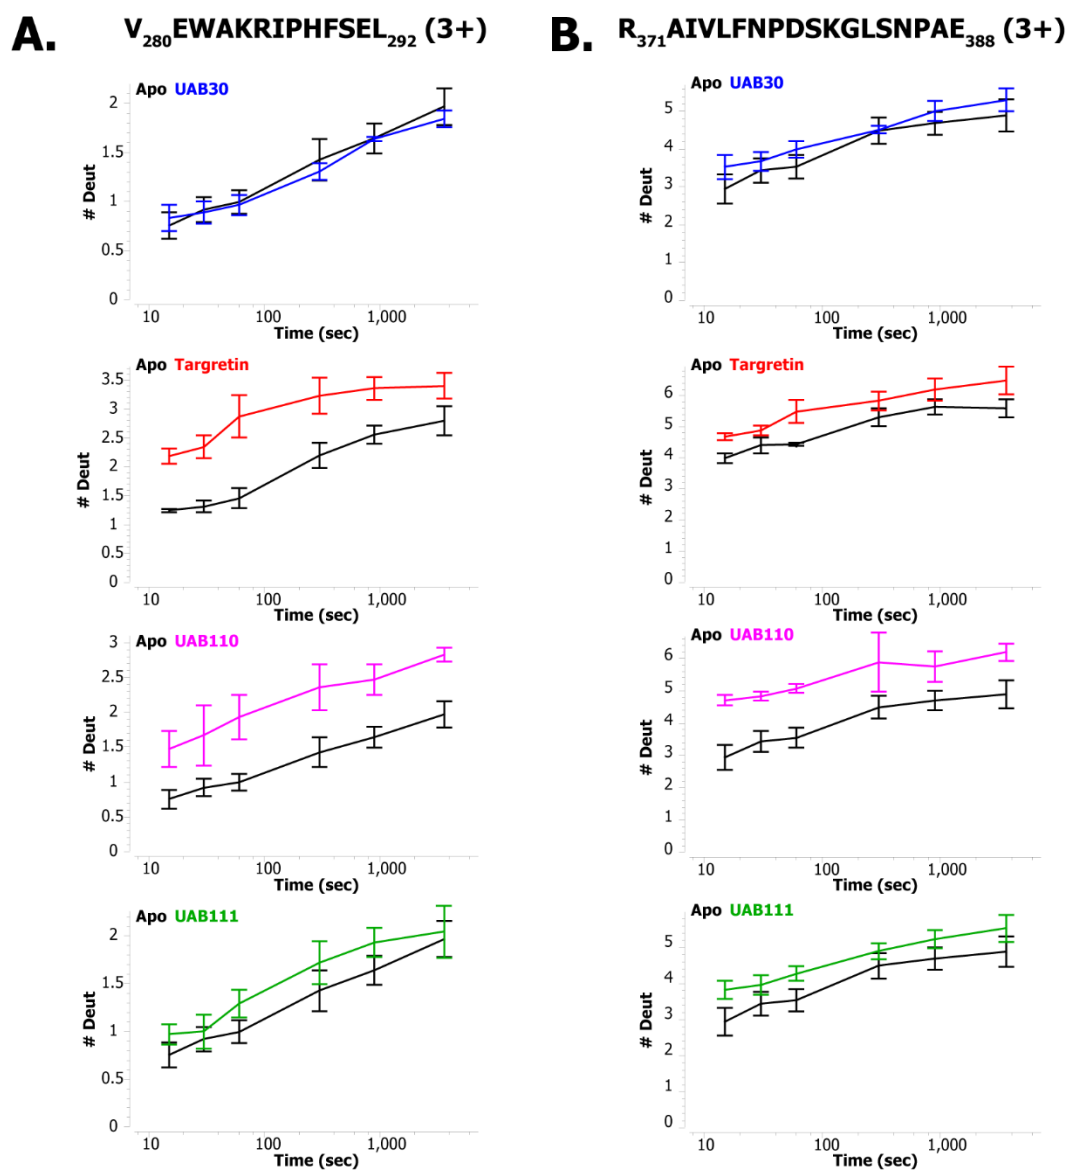 A. V280EWAKRIPHFSEL292 (3+)
Apo UAB30
# Deut
2
1.5
1
0.5
0
10 100 1,000
Time (sec)
Apo Targretin
# Deut
3.5
3
2.5
2
1.5
1
0.5
0
10 100 1,000
Time (sec)
Apo UAB110
# Deut
3
2.5
2
1.5
1
0.5
0
10 100 1,000
Time (sec)
Apo UAB111
# Deut
2
1.5
1
0.5
0
10 100 1,000
Time (sec)
B. R371AIVLFNPDSKGLSNPAE388 (3+)
Apo UAB30
# Deut
5
4
3
2
1
0
10 100 1,000
Time (sec)
Apo Targretin
# Deut
6
5
4
3
2
1
0
10 100 1,000
Time (sec)
Apo UAB110
# Deut
6
5
4
3
2
1
0
10 100 1,000
Time (sec)
Apo UAB111
# Deut
5
4
3
2
1
0
10 100 1,000
Time (sec)